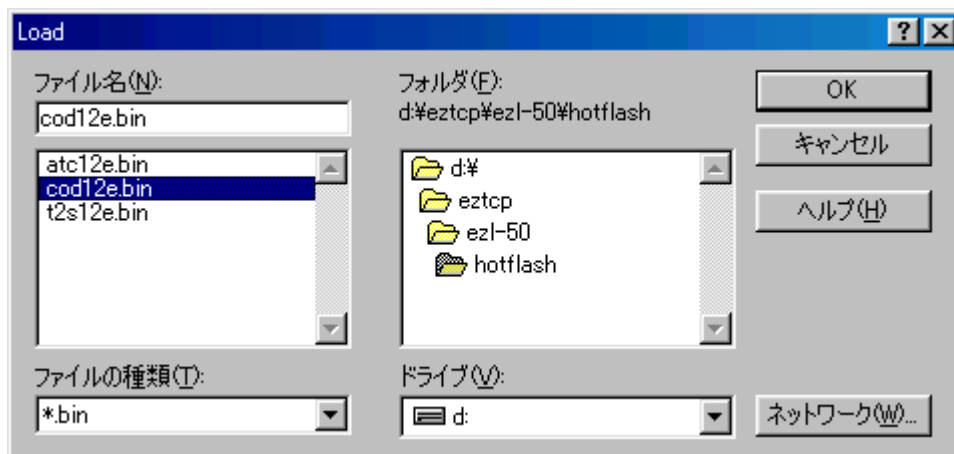 Load
ファイル名(N):
cod12e.bin
atc12e.bin
cod12e.bin
t2s12e.bin
ファイルの種類(T):
*.bin
フォルダ(F):
d:¥eztcp¥ezl-50¥hotflash
d:¥
eztcp
ezl-50
hotflash
ドライブ(V):
d:
OK
キャンセル
ヘルプ(H)
ネットワーク(W)...